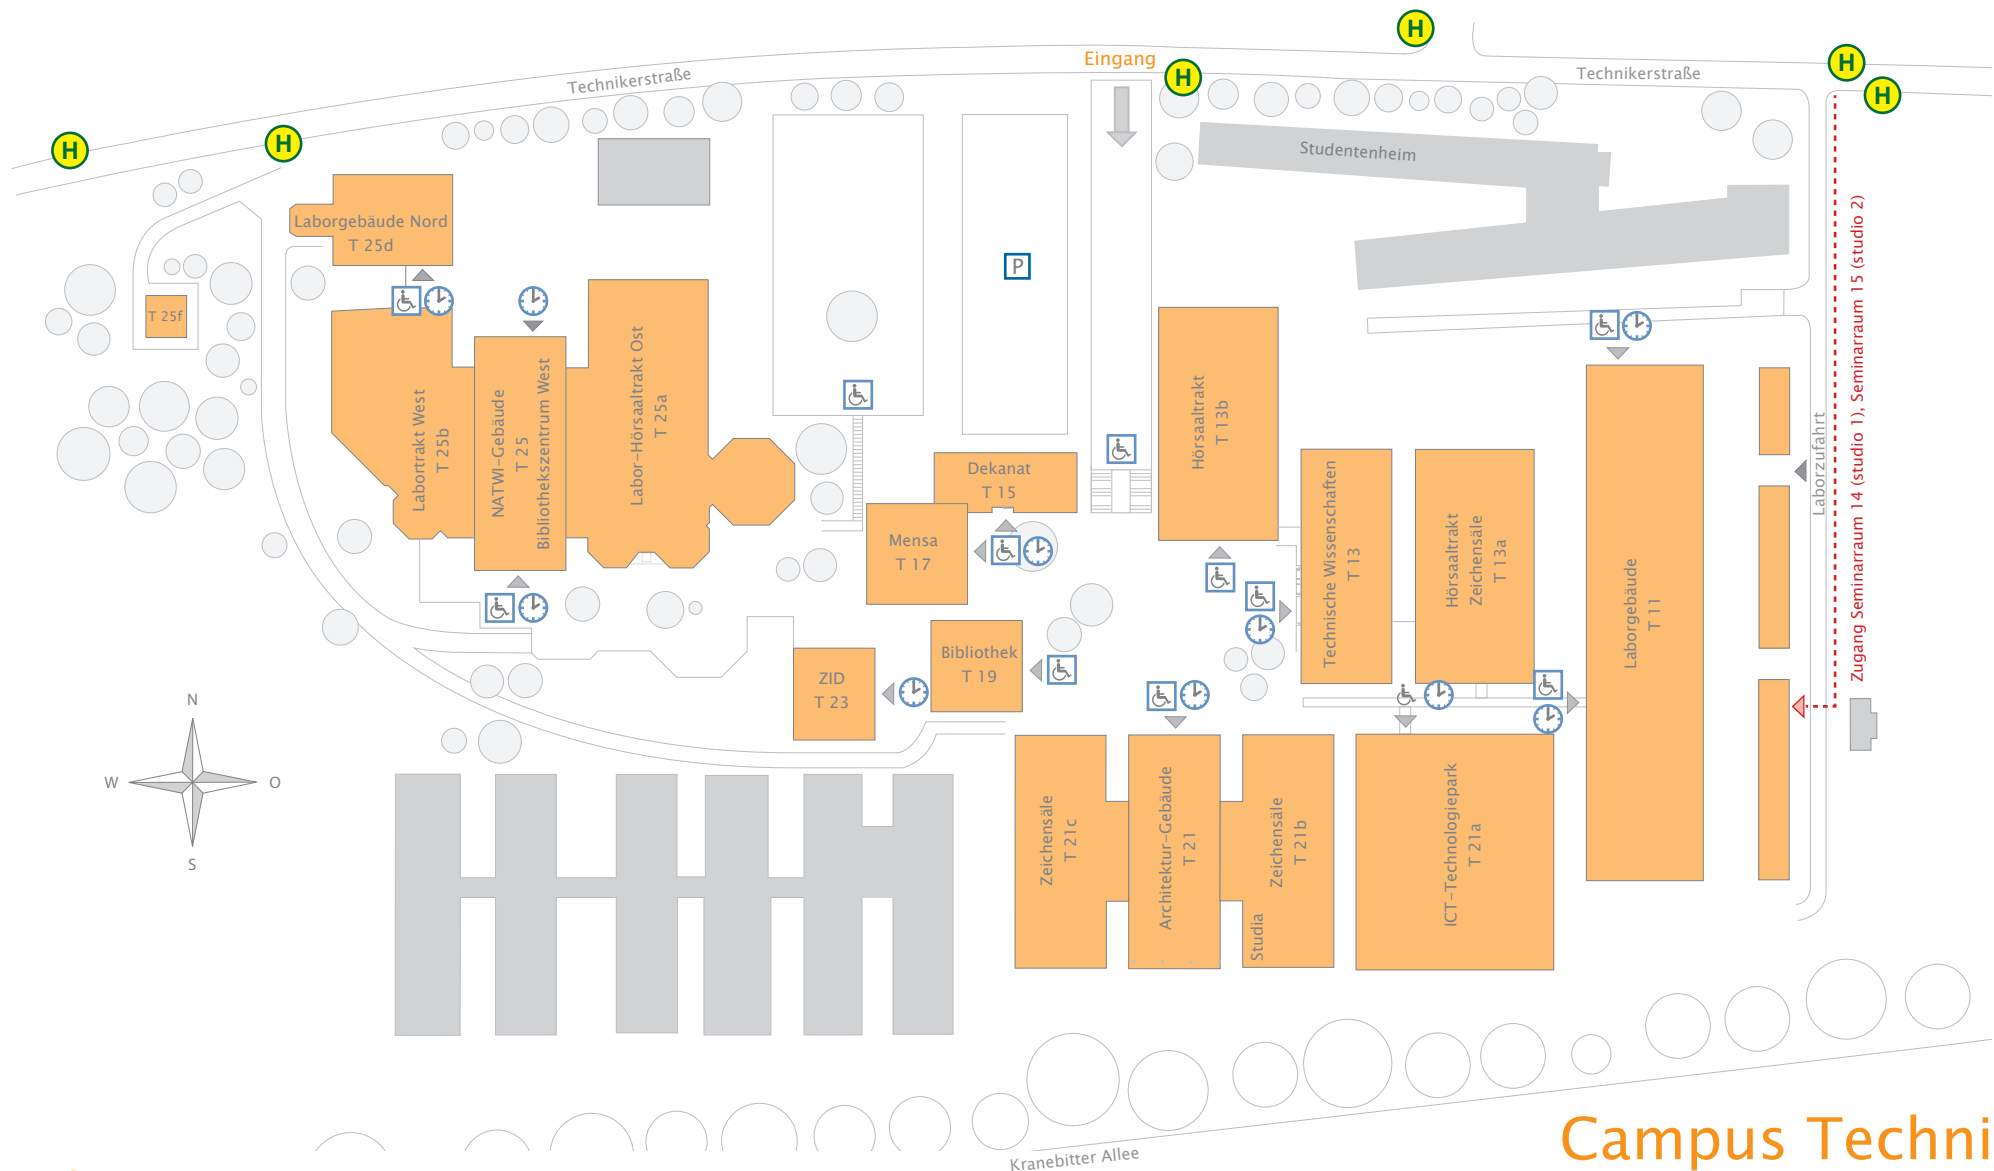 H
H
Eingang
H
H
Technikerstraße
Technikerstraße
H
H
H
Studentenheim
Laborgebäude Nord
T 25d
P
T 25f
Zugang Seminarraum 14 (studio 1), Seminarraum 15 (studio 2)
Labortrakt West
T 25b
NATWI-Gebäude
T 25
Bibliothekszentrum West
Labor-Hörsaaltrakt Ost
T 25a
Hörsaaltrakt
T 13b
Dekanat
T 15
Mensa
T 17
Technische Wissenschaften
T 13
Hörsaaltrakt
Zeichensäle
T 13a
Laborgebäude
T 11
Laborzufahrt
Bibliothek
T 19
ZID
T 23
N
W
O
S
Zeichensäle
T 21c
Architektur-Gebäude
T 21
Zeichensäle
T 21b
Studia
ICT-Technologiepark
T 21a
Campus Techni
Kranebitter Allee